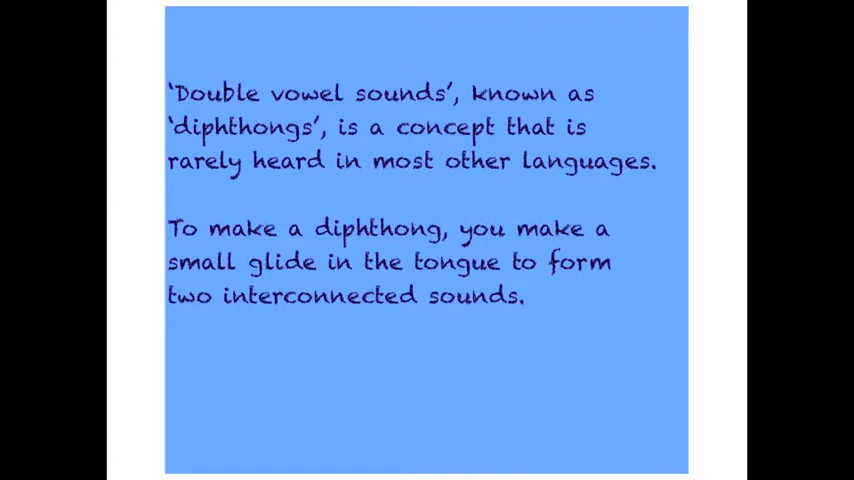 ‘Double vowel sounds’, known as
‘diphthongs’, is a concept that is
rarely heard in most other languages.
To make a diphthong, you make a
small glide in the tongue to form
two interconnected sounds.